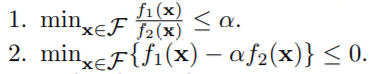 1. min_{x∈ℱ} f₁(x)/f₂(x) ≤ α.
2. min_{x∈ℱ}{f₁(x) − αf₂(x)} ≤ 0.